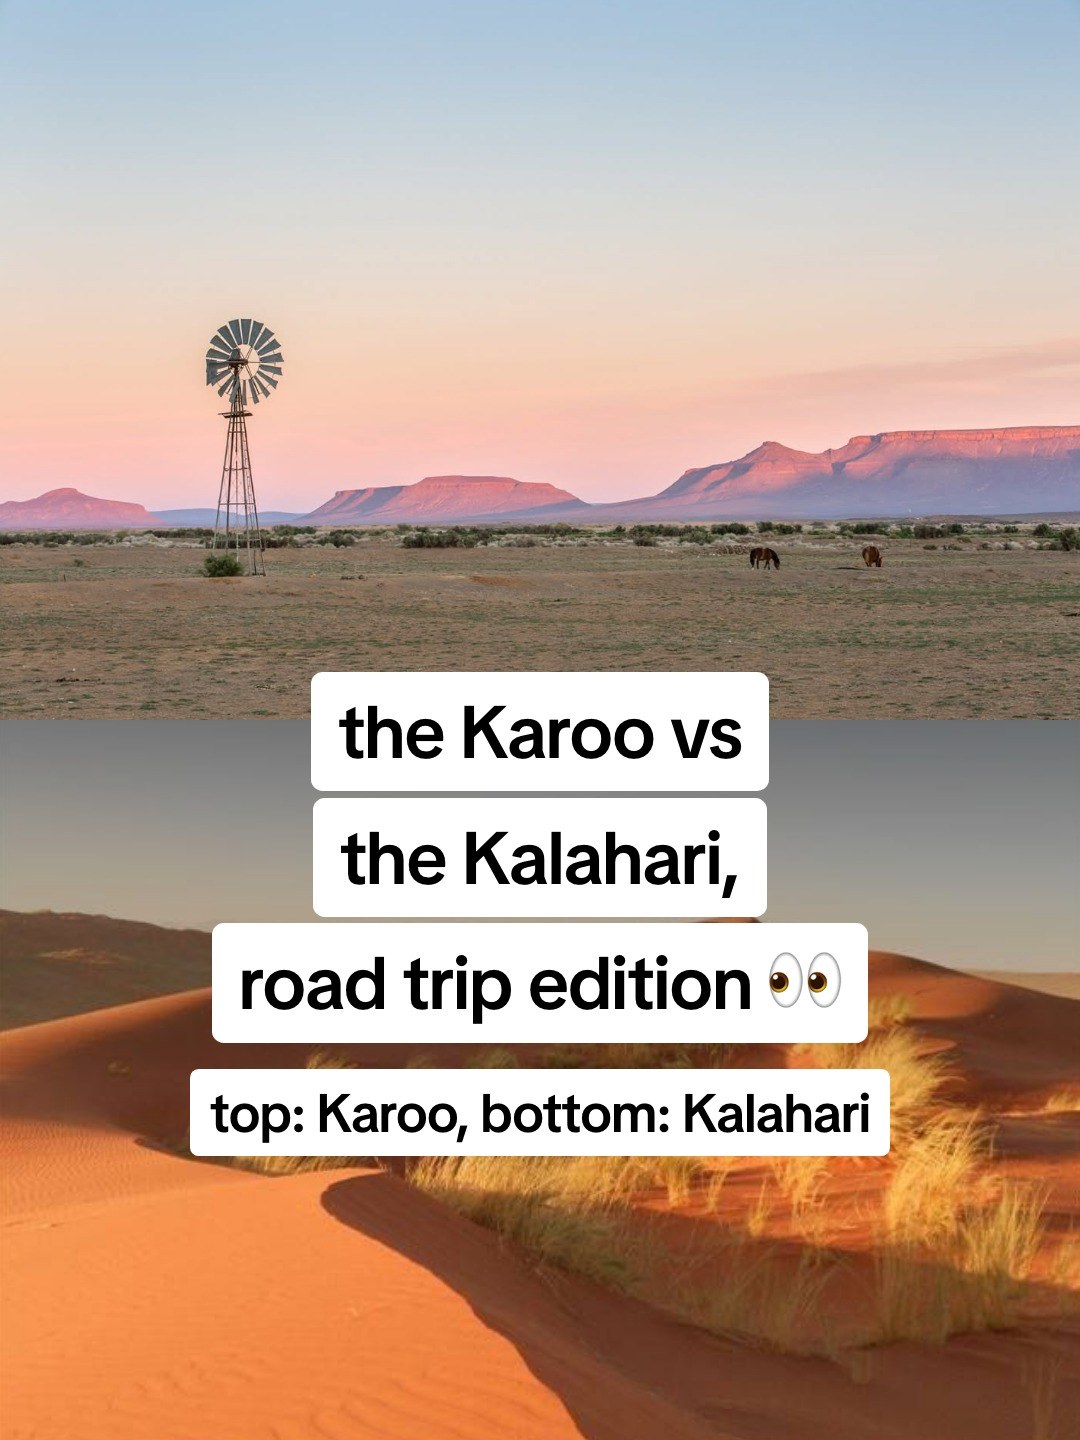 the Karoo vs
the Kalahari,
road trip edition 👀
top: Karoo, bottom: Kalahari